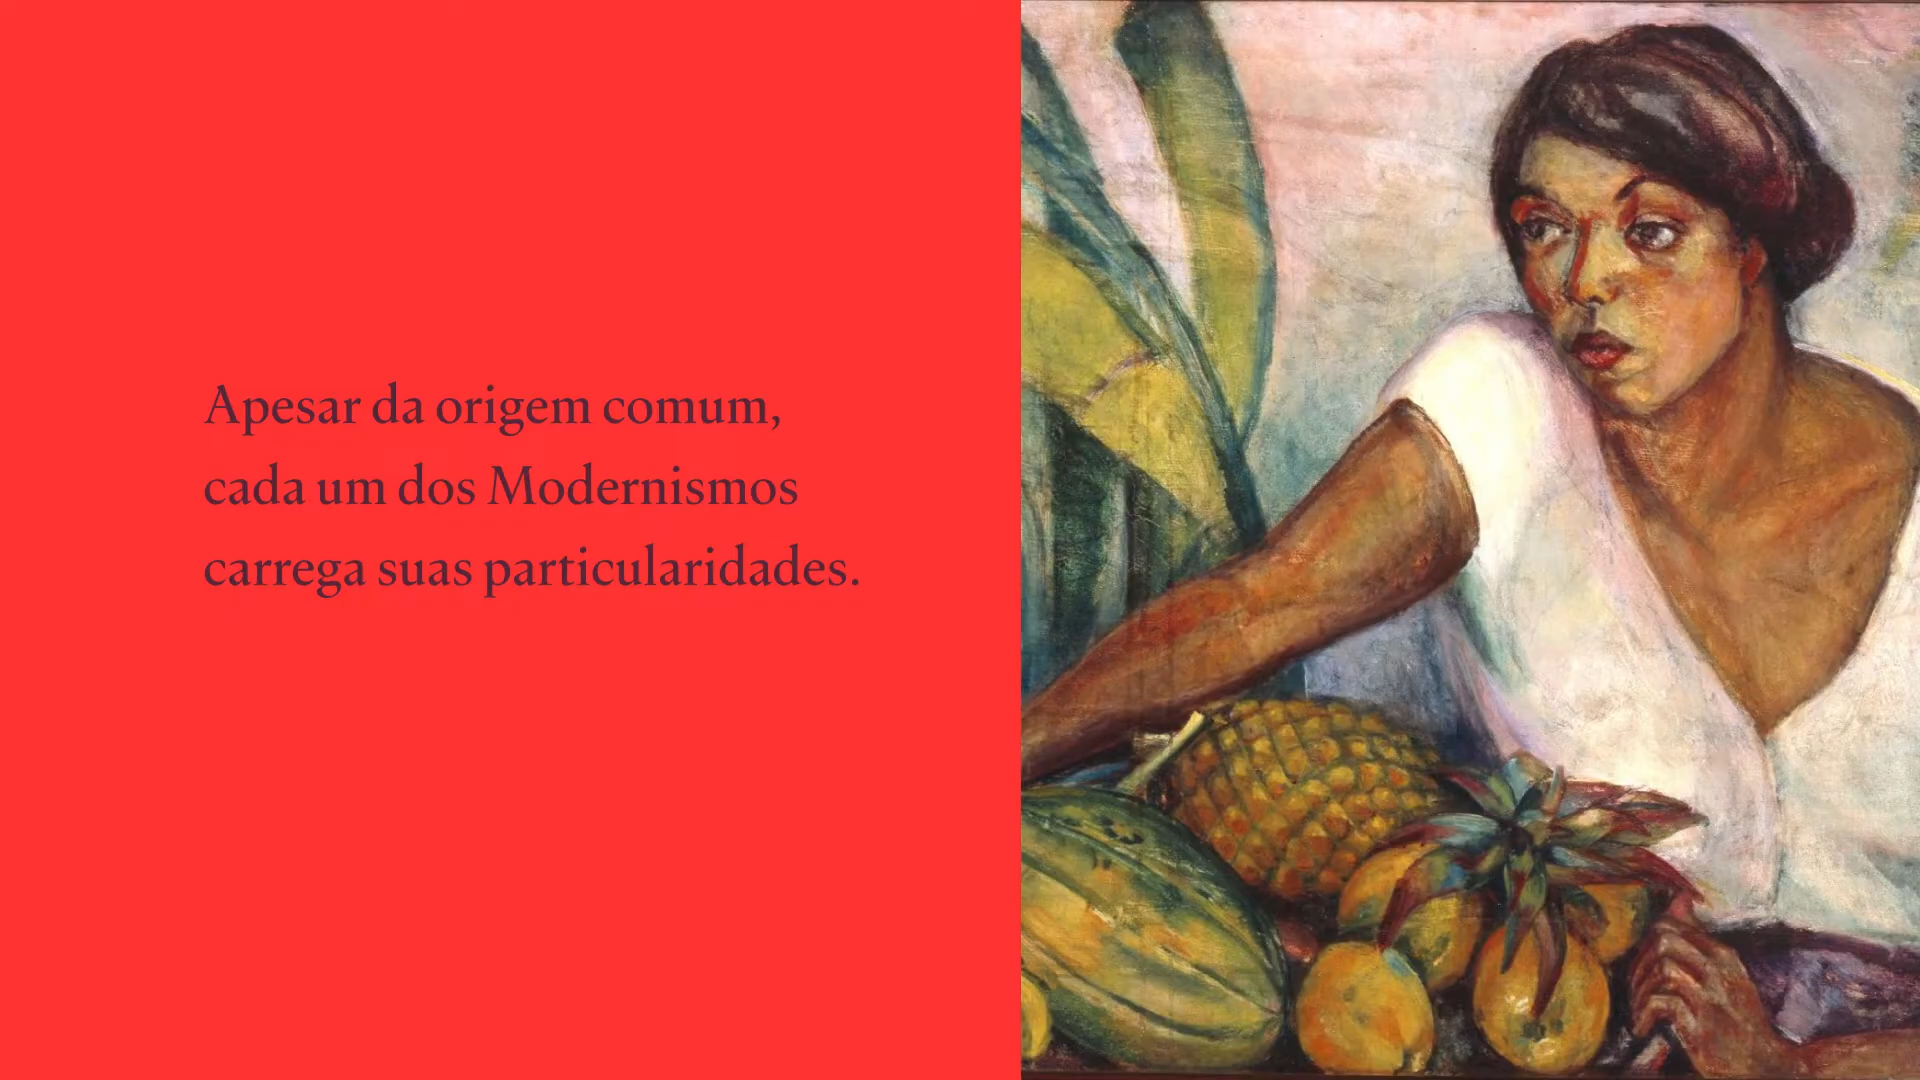 Apesar da origem comum,
cada um dos Modernismos
carrega suas particularidades.